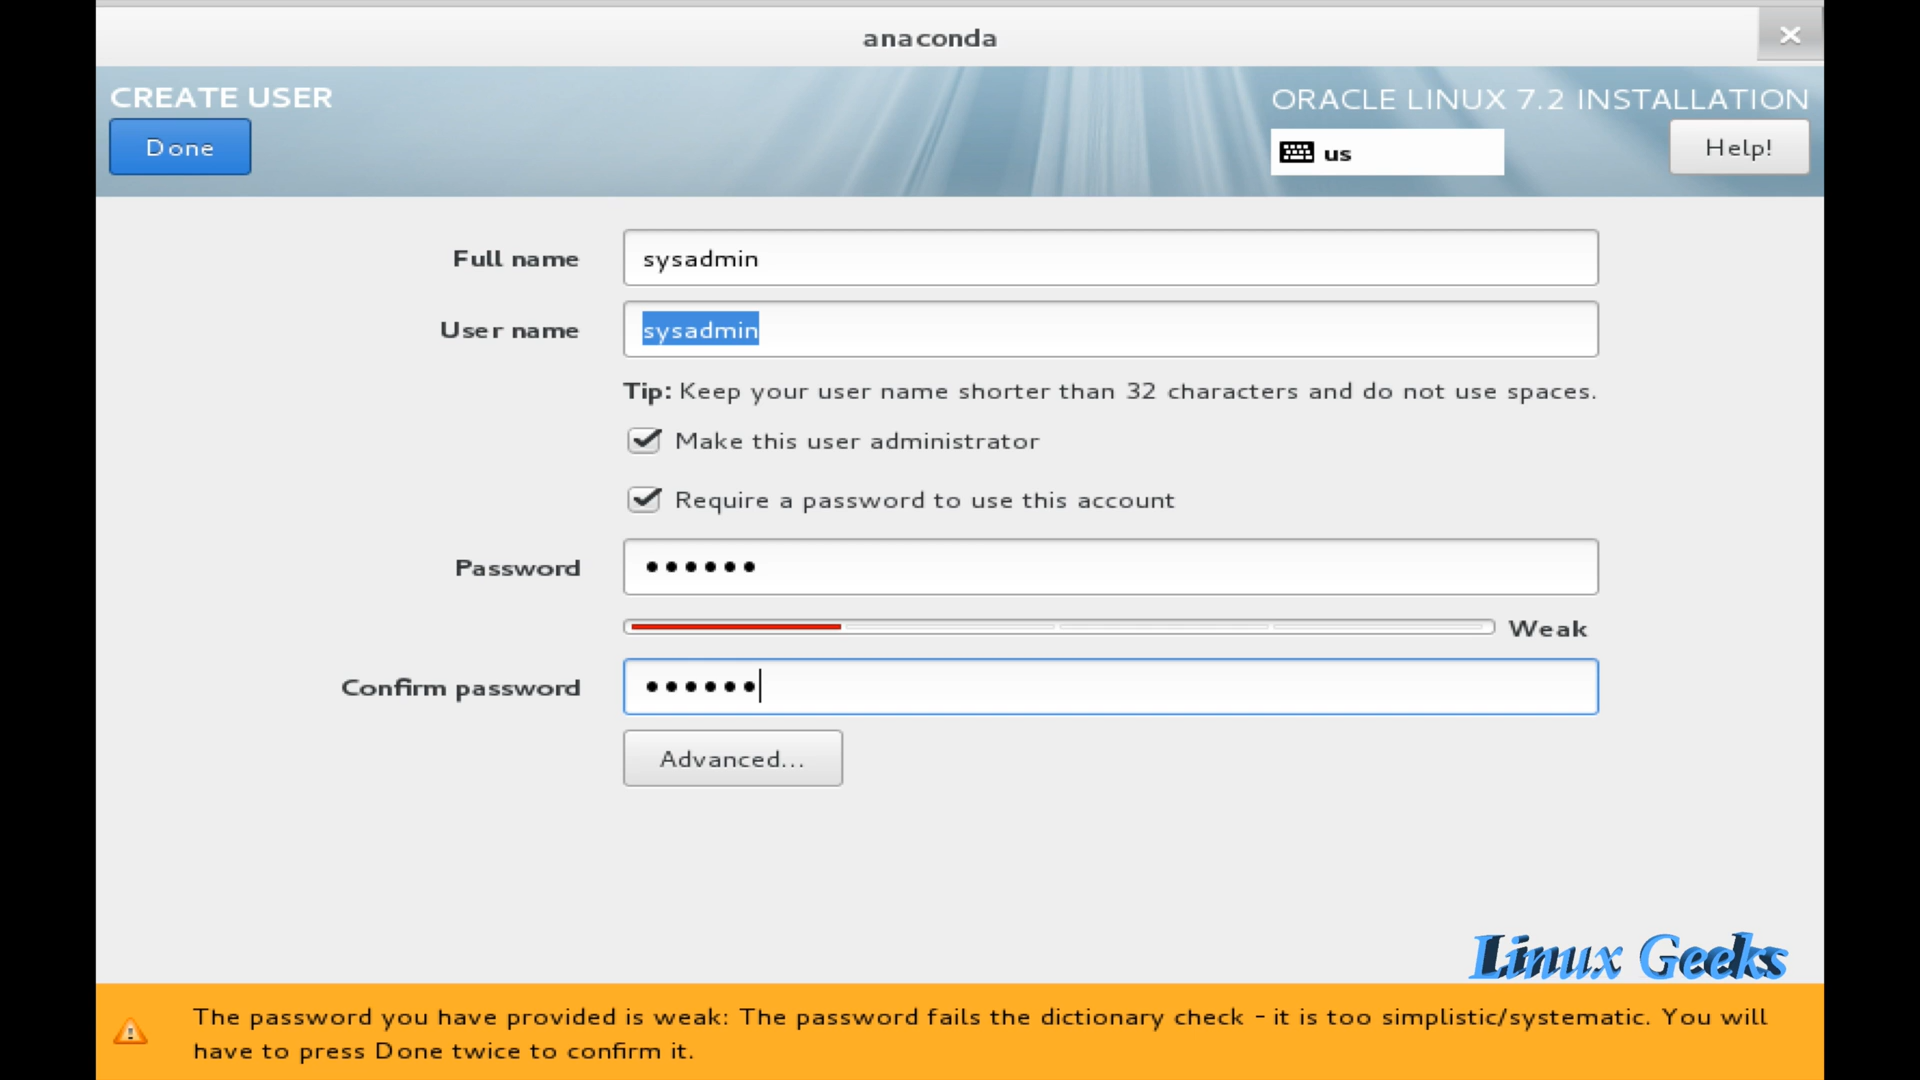 anaconda
CREATE USER
ORACLE LINUX 7.2 INSTALLATION
Done
us
Help!
Full name
sysadmin
User name
sysadmin
Tip: Keep your user name shorter than 32 characters and do not use spaces.
Make this user administrator
Require a password to use this account
Password
••••••
Weak
Confirm password
••••••
Advanced...
Linux Geeks
The password you have provided is weak: The password fails the dictionary check - it is too simplistic/systematic. You will
have to press Done twice to confirm it.